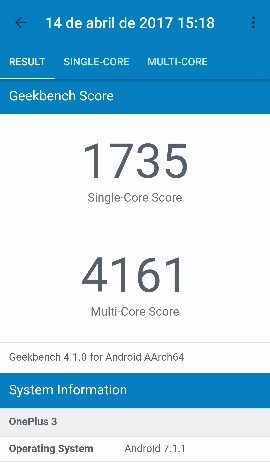 14 de abril de 2017 15:18
RESULT SINGLE-CORE MULTI-CORE
Geekbench Score
1735
Single-Core Score
4161
Multi-Core Score
Geekbench 4.1.0 for Android AArch64
System Information
OnePlus 3
Operating System Android 7.1.1